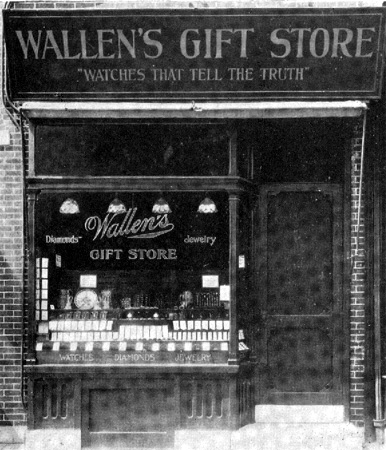 WALLEN'S GIFT STORE
"WATCHES THAT TELL THE TRUTH"
Wallen's
Diamonds Jewelry
GIFT STORE
WATCHES DIAMONDS JEWELRY